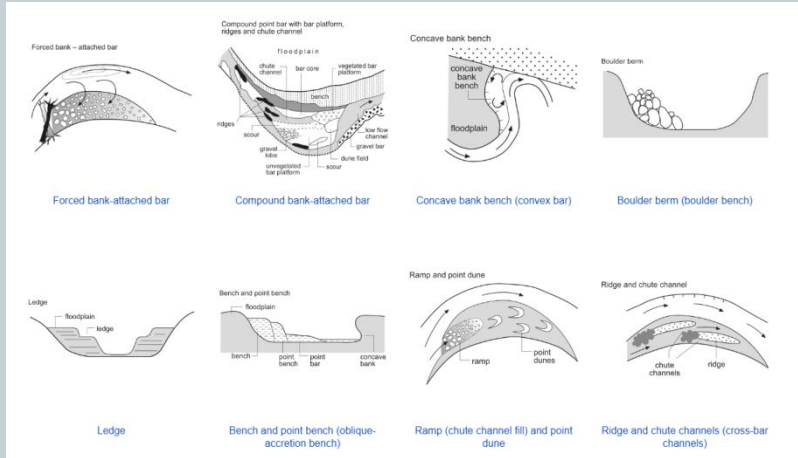 Forced bank – attached bar
Forced bank-attached bar
Compound point bar with bar platform,
ridges and chute channel
floodplain
chute
channel
bar core
vegetated bar
platform
bench
ridges
scour
gravel
lobe
unvegetated
bar platform
scour
dune field
low flow
channel
gravel bar
Compound bank-attached bar
Concave bank bench
concave
bank
bench
floodplain
Concave bank bench (convex bar)
Boulder berm
Boulder berm (boulder bench)
Ledge
floodplain
ledge
Ledge
Bench and point bench
floodplain
bench
point
bench
point
bar
concave
bank
Bench and point bench (oblique-
accretion bench)
Ramp and point dune
ramp
point
dunes
Ramp (chute channel fill) and point
dune
Ridge and chute channel
chute
channels
ridge
Ridge and chute channels (cross-bar
channels)